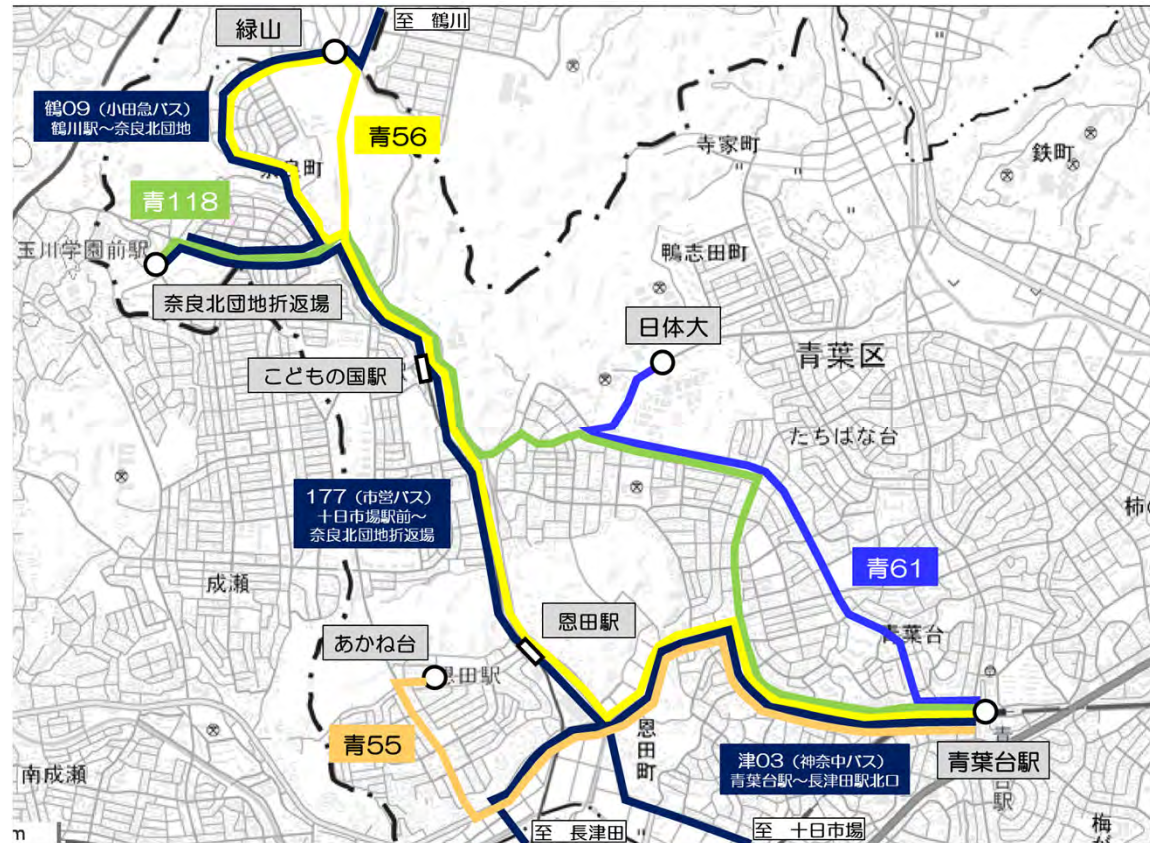 至 鶴川
緑山
鶴09（小田急バス）
鶴川駅～奈良北団地
青56
寺家町
鉄町
奈良町
青118
玉川学園前駅
鴨志田町
奈良北団地折返場
日体大
青葉区
こどもの国駅
たちばな台
177（市営バス）
十日市場駅前～
奈良北団地折返場
成瀬
青61
恩田駅
青葉台
あかね台
恩田駅
青55
恩田町
津03（神奈中バス）
青葉台駅～長津田駅北口
青葉台駅
南成瀬
至 長津田
至 十日市場
m